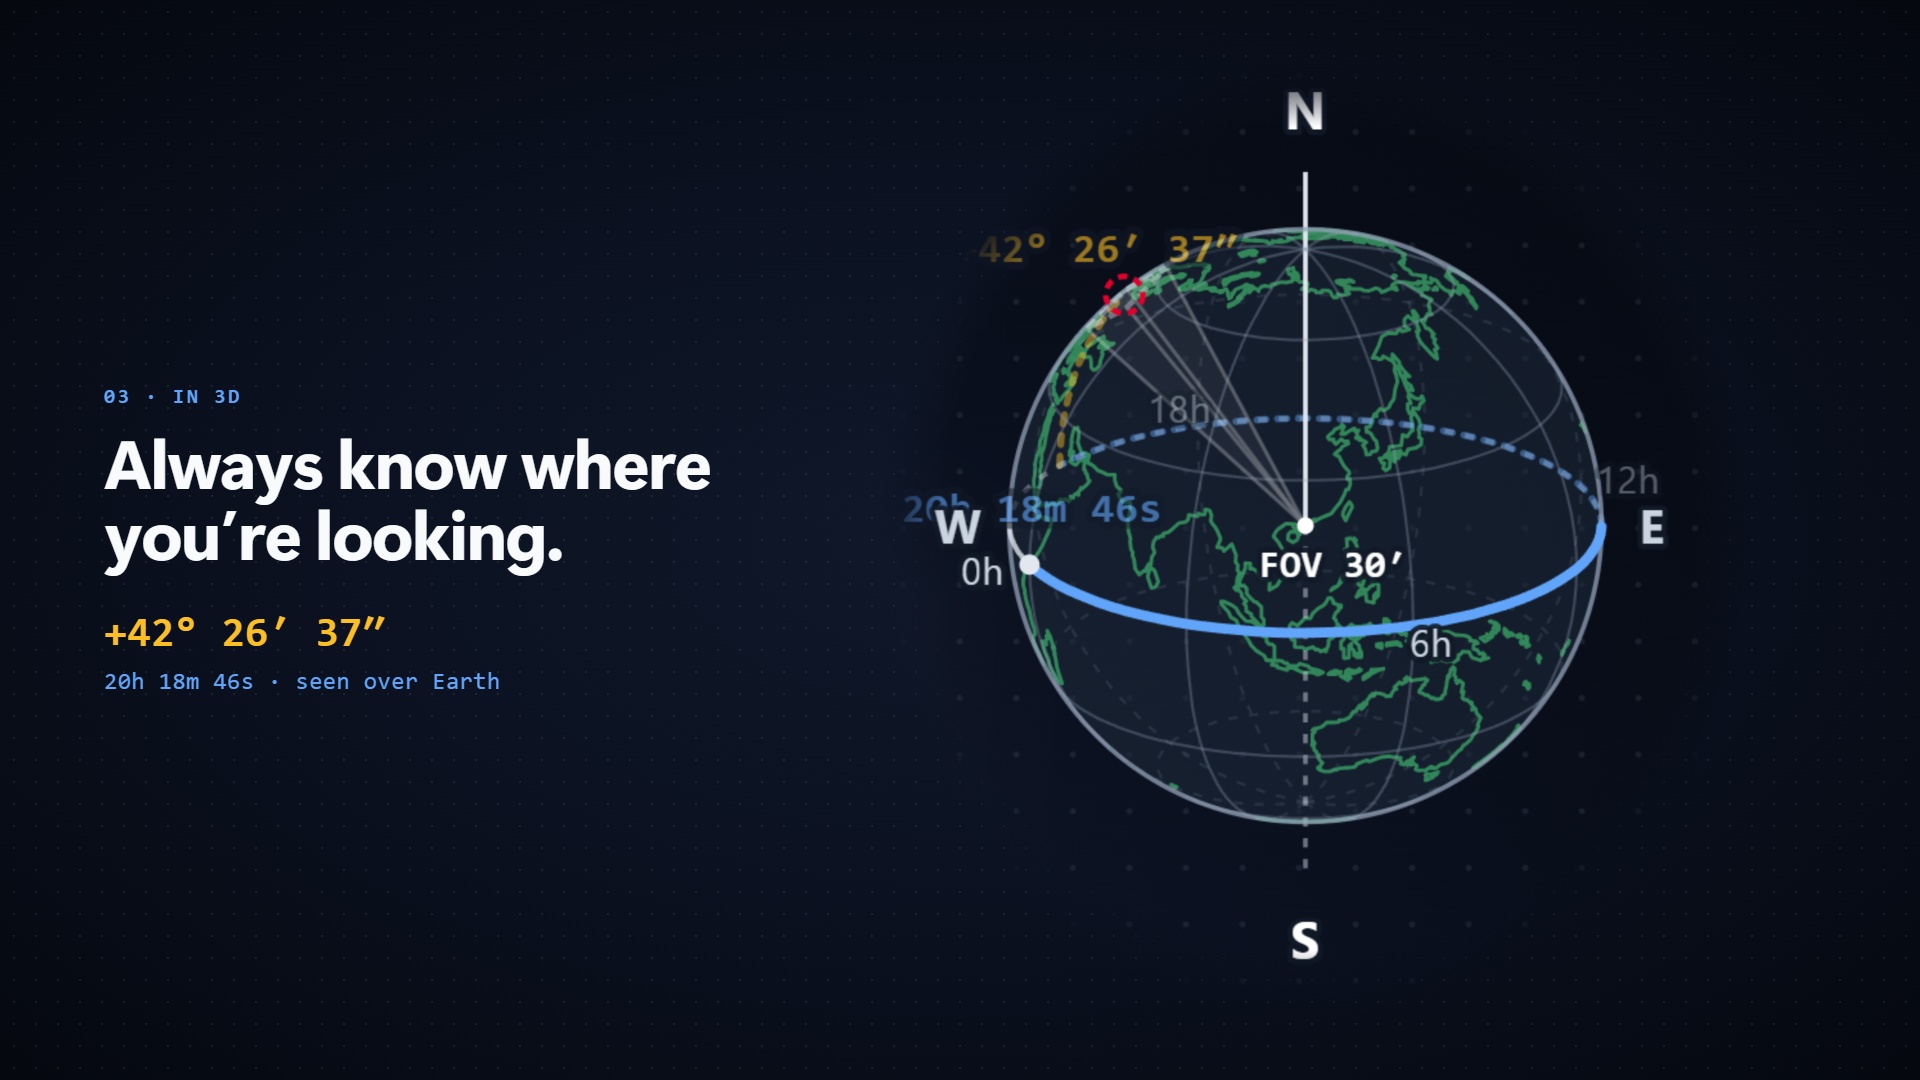 03 · IN 3D
Always know where
you’re looking.
+42° 26′ 37″
20h 18m 46s · seen over Earth
N
42° 26′ 37″
18h
12h
20h 18m 46s
W
E
0h
FOV 30′
6h
S